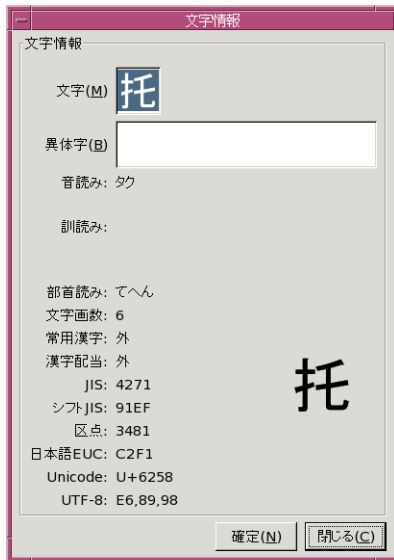 文字情報
文字情報
文字(M) 托
異体字(B)
音読み: タク
訓読み:
部首読み: てへん
文字画数: 6
常用漢字: 外
漢字配当: 外
JIS: 4271
シフトJIS: 91EF
区点: 3481
日本語EUC: C2F1
Unicode: U+6258
UTF-8: E6,89,98
托
確定(N) 閉じる(C)